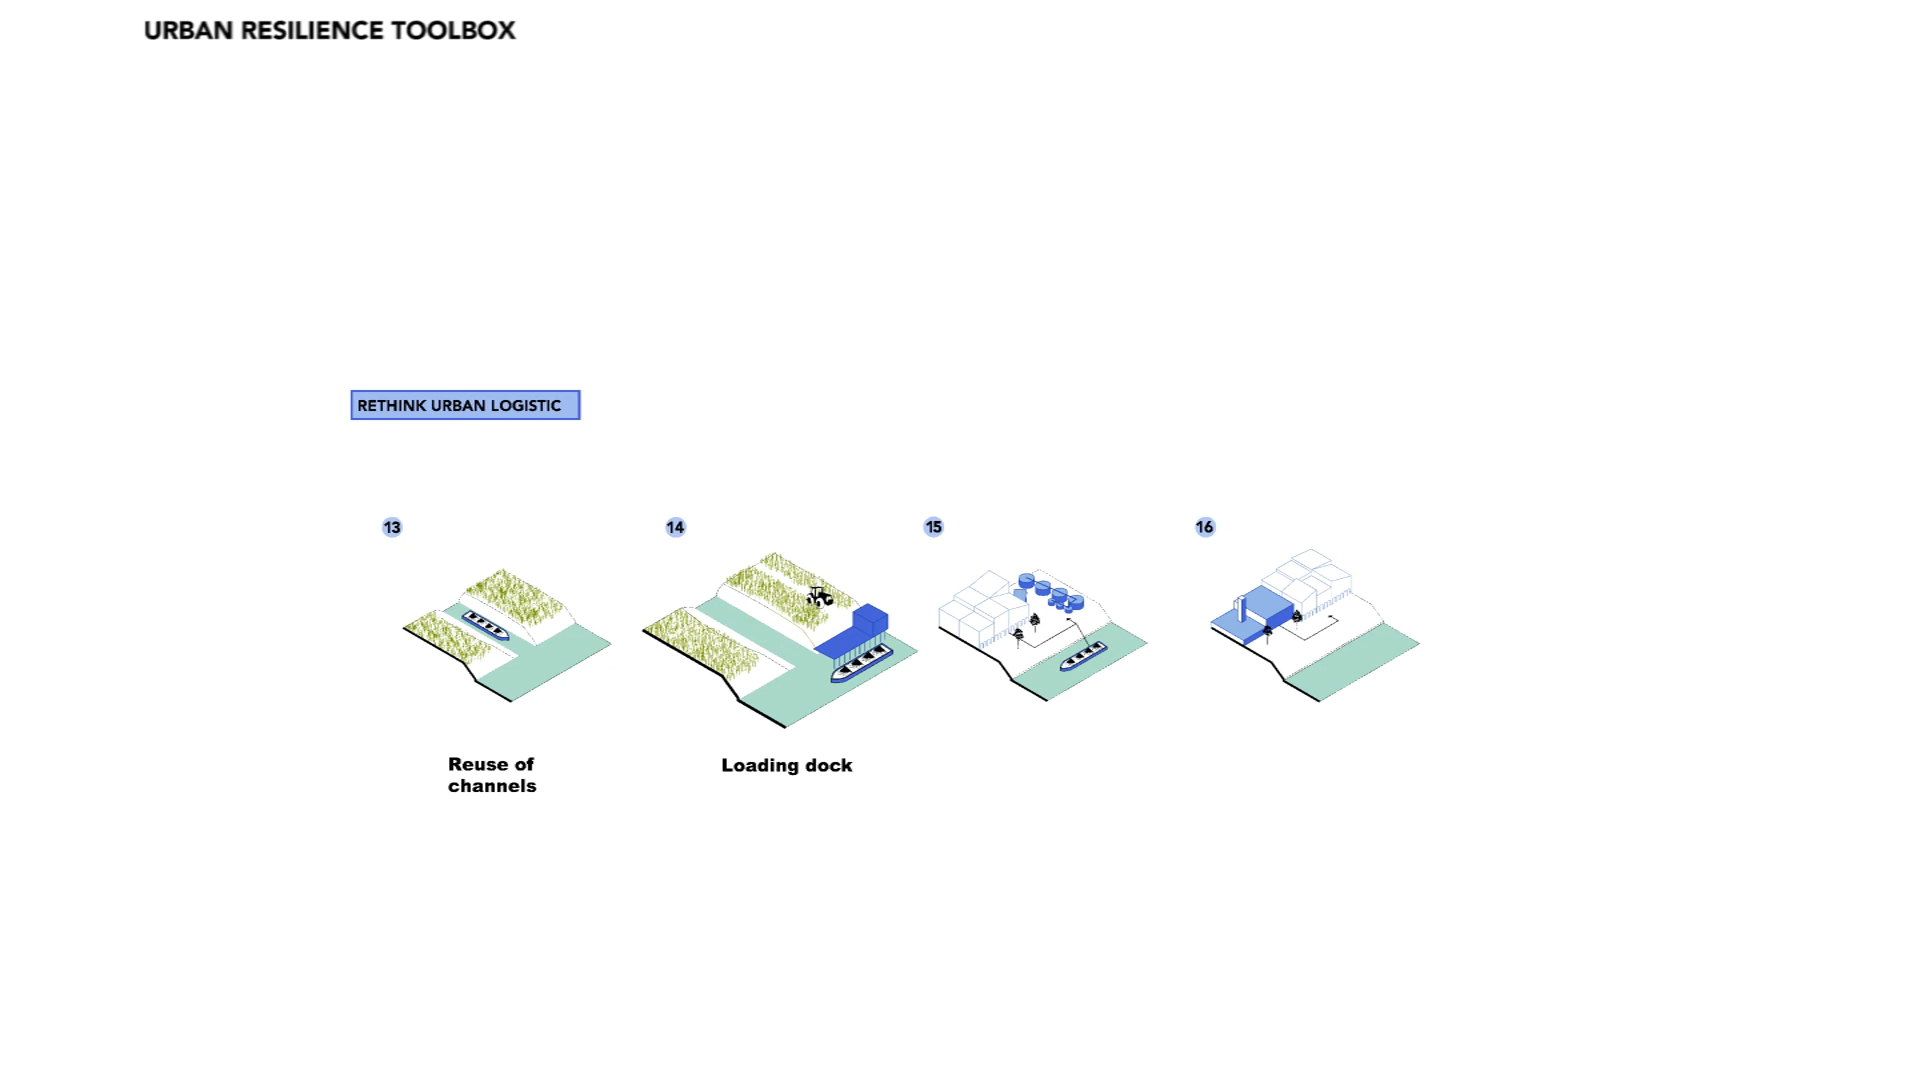 URBAN RESILIENCE TOOLBOX
RETHINK URBAN LOGISTIC
13
14
15
16
Reuse of
channels
Loading dock